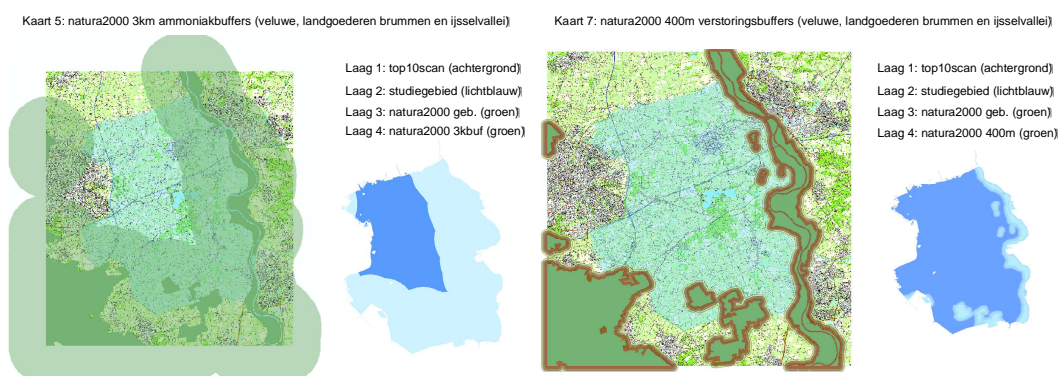 Kaart 5: natura2000 3km ammoniakbuffers (veluwe, landgoederen brummen en ijsselvallei)
Laag 1: top10scan (achtergrond)
Laag 2: studiegebied (lichtblauw)
Laag 3: natura2000 geb. (groen)
Laag 4: natura2000 3kbuf (groen)
Kaart 7: natura2000 400m verstoringsbuffers (veluwe, landgoederen brummen en ijsselvallei)
Laag 1: top10scan (achtergrond)
Laag 2: studiegebied (lichtblauw)
Laag 3: natura2000 geb. (groen)
Laag 4: natura2000 400m (groen)